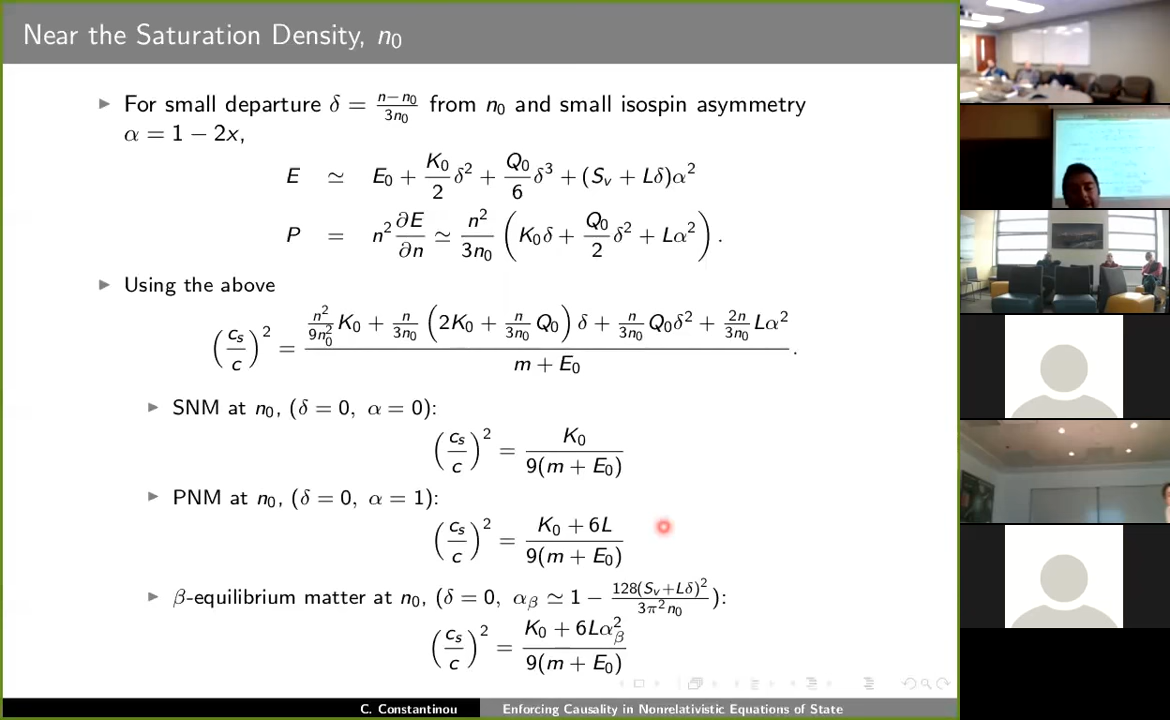 Near the Saturation Density, n₀
▶ For small departure δ = (n−n₀)/(3n₀) from n₀ and small isospin asymmetry
α = 1 − 2x,
E ≃ E₀ + (K₀/2)δ² + (Q₀/6)δ³ + (Sᵥ + Lδ)α²
P = n² ∂E/∂n ≃ (n²/3n₀) (K₀δ + (Q₀/2)δ² + Lα²) .
▶ Using the above
(cₛ/c)² = [ (n²/9n₀²) K₀ + (n/3n₀) (2K₀ + (n/3n₀) Q₀) δ + (n/3n₀) Q₀δ² + (2n/3n₀) Lα² ] / (m + E₀) .
▶ SNM at n₀, (δ = 0, α = 0):
(cₛ/c)² = K₀ / 9(m + E₀)
▶ PNM at n₀, (δ = 0, α = 1):
(cₛ/c)² = (K₀ + 6L) / 9(m + E₀)
▶ β-equilibrium matter at n₀, (δ = 0, α_β ≃ 1 − 128(Sᵥ+Lδ)²/(3π²n₀)):
(cₛ/c)² = (K₀ + 6Lα_β²) / 9(m + E₀)
C. Constantinou Enforcing Causality in Nonrelativistic Equations of State